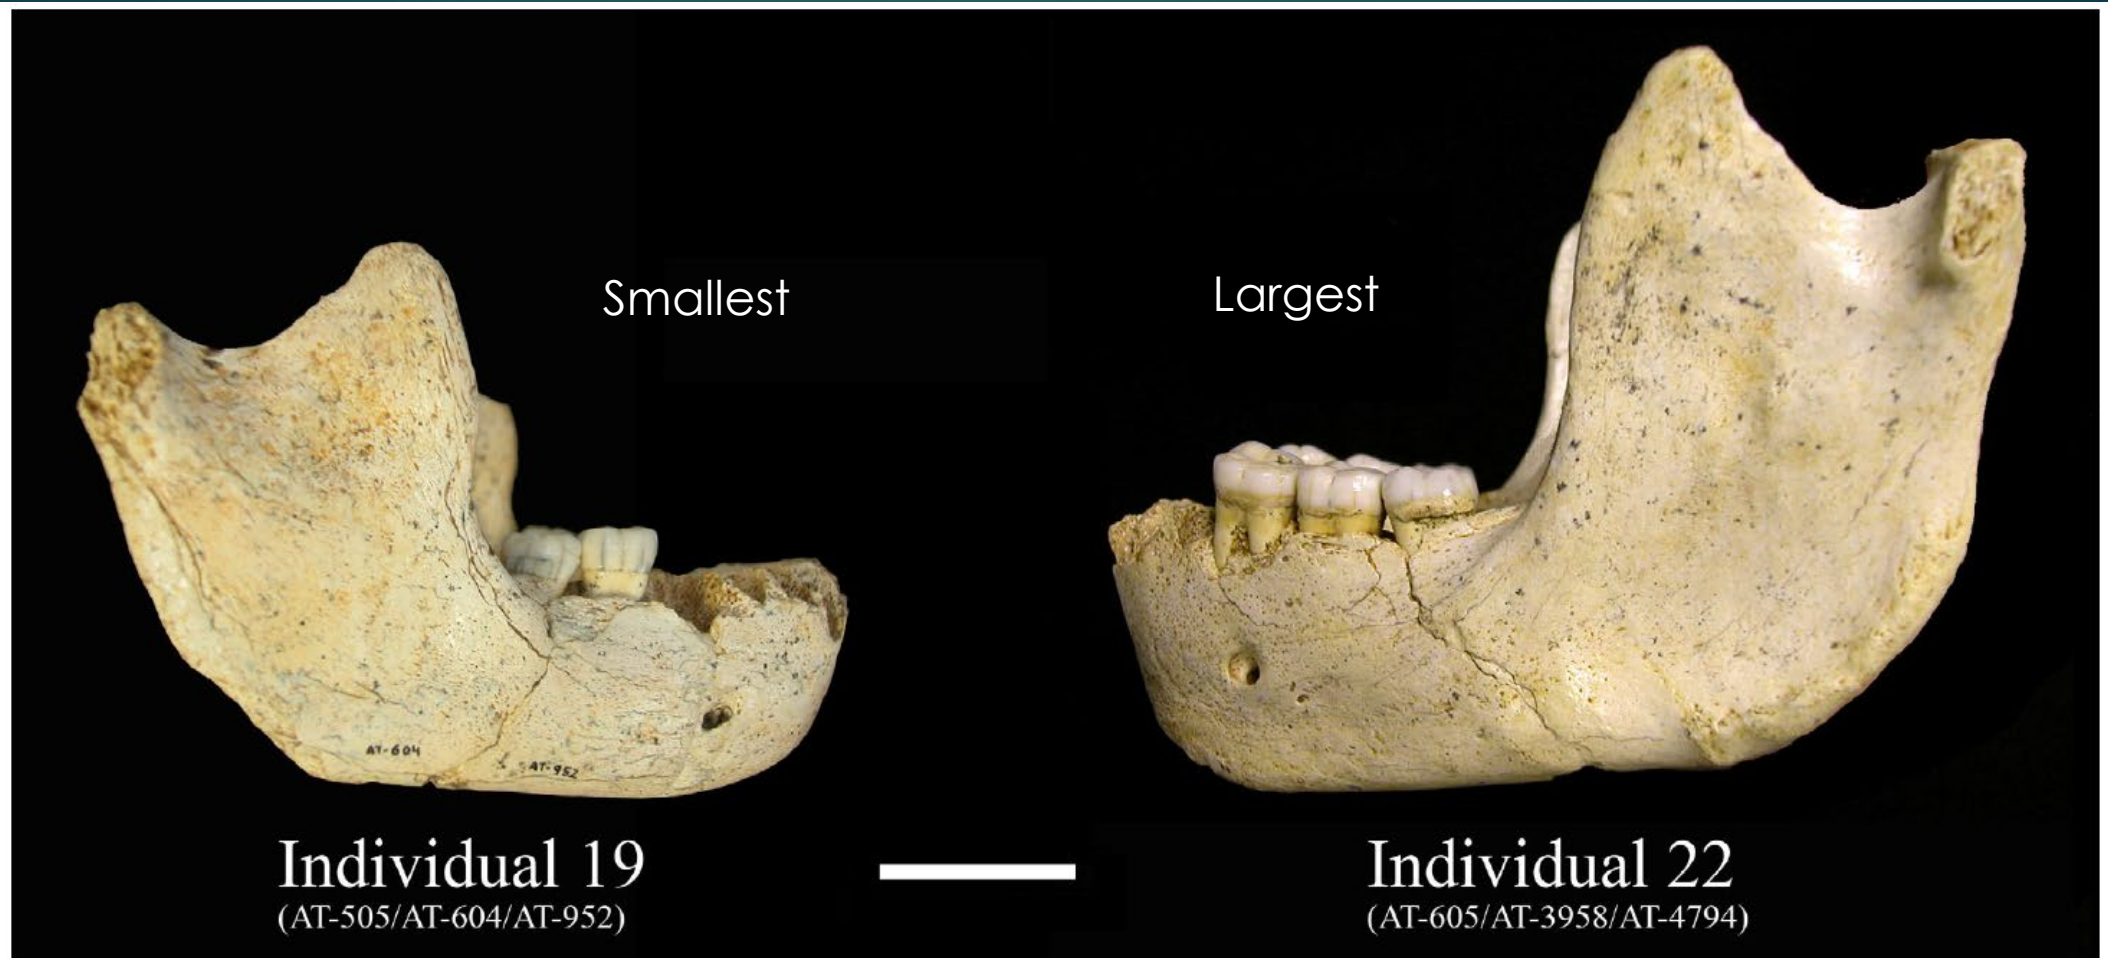 Smallest
Largest
AT-604
AT-952
Individual 19
(AT-505/AT-604/AT-952)
Individual 22
(AT-605/AT-3958/AT-4794)